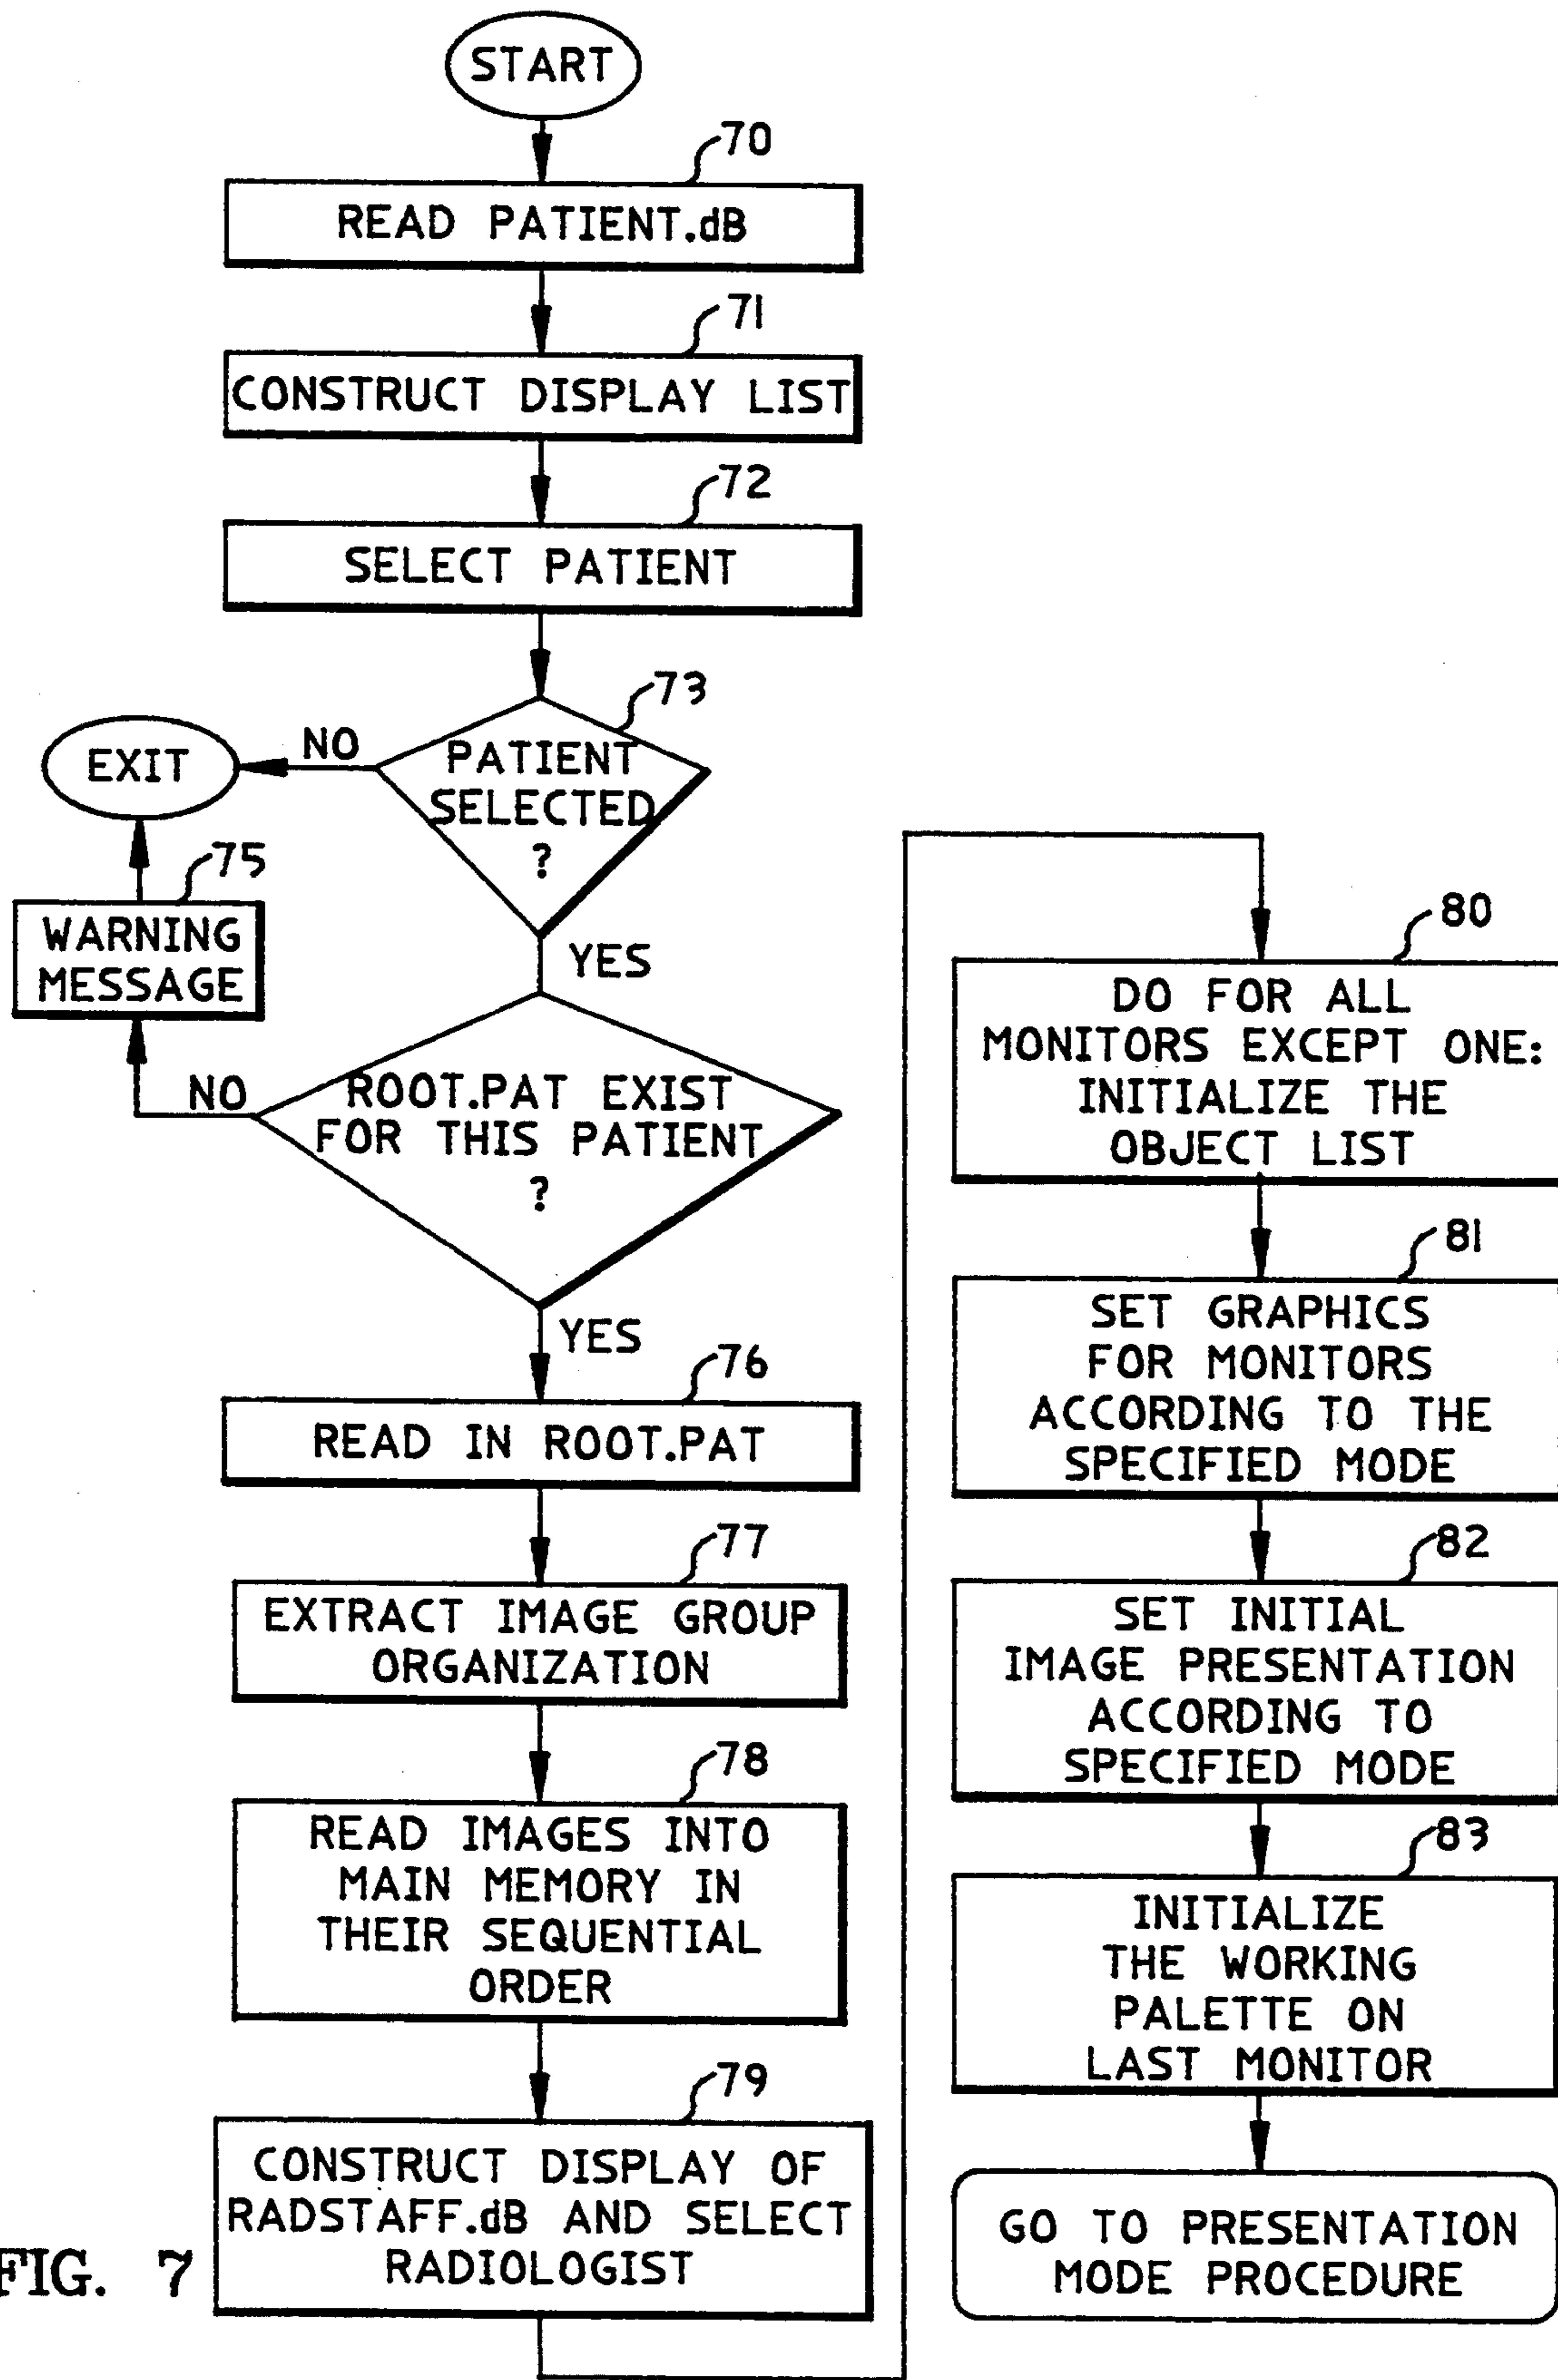 START
70
READ PATIENT.dB
71
CONSTRUCT DISPLAY LIST
72
SELECT PATIENT
73
PATIENT
SELECTED
?
NO
EXIT
75
WARNING
MESSAGE
YES
ROOT.PAT EXIST
FOR THIS PATIENT
?
NO
YES
76
READ IN ROOT.PAT
77
EXTRACT IMAGE GROUP
ORGANIZATION
78
READ IMAGES INTO
MAIN MEMORY IN
THEIR SEQUENTIAL
ORDER
79
CONSTRUCT DISPLAY OF
RADSTAFF.dB AND SELECT
RADIOLOGIST
80
DO FOR ALL
MONITORS EXCEPT ONE:
INITIALIZE THE
OBJECT LIST
81
SET GRAPHICS
FOR MONITORS
ACCORDING TO THE
SPECIFIED MODE
82
SET INITIAL
IMAGE PRESENTATION
ACCORDING TO
SPECIFIED MODE
83
INITIALIZE
THE WORKING
PALETTE ON
LAST MONITOR
GO TO PRESENTATION
MODE PROCEDURE
FIG. 7